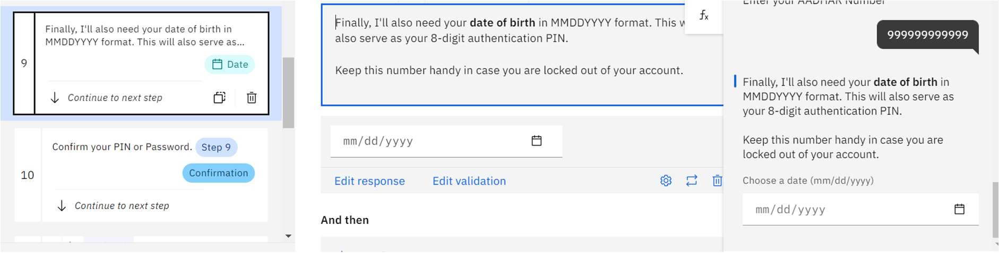 9
Finally, I'll also need your date of birth in
MMDDYYYY format. This will also serve as...
Date
Continue to next step
10
Confirm your PIN or Password. Step 9
Confirmation
Continue to next step
Finally, I'll also need your date of birth in MMDDYYYY format. This
also serve as your 8-digit authentication PIN.
Keep this number handy in case you are locked out of your account.
fx
mm/dd/yyyy
Edit response
Edit validation
And then
Enter your AADHAR Number
999999999999
Finally, I'll also need your date of birth in
MMDDYYYY format. This will also serve as
your 8-digit authentication PIN.
Keep this number handy in case you are
locked out of your account.
Choose a date (mm/dd/yyyy)
mm/dd/yyyy